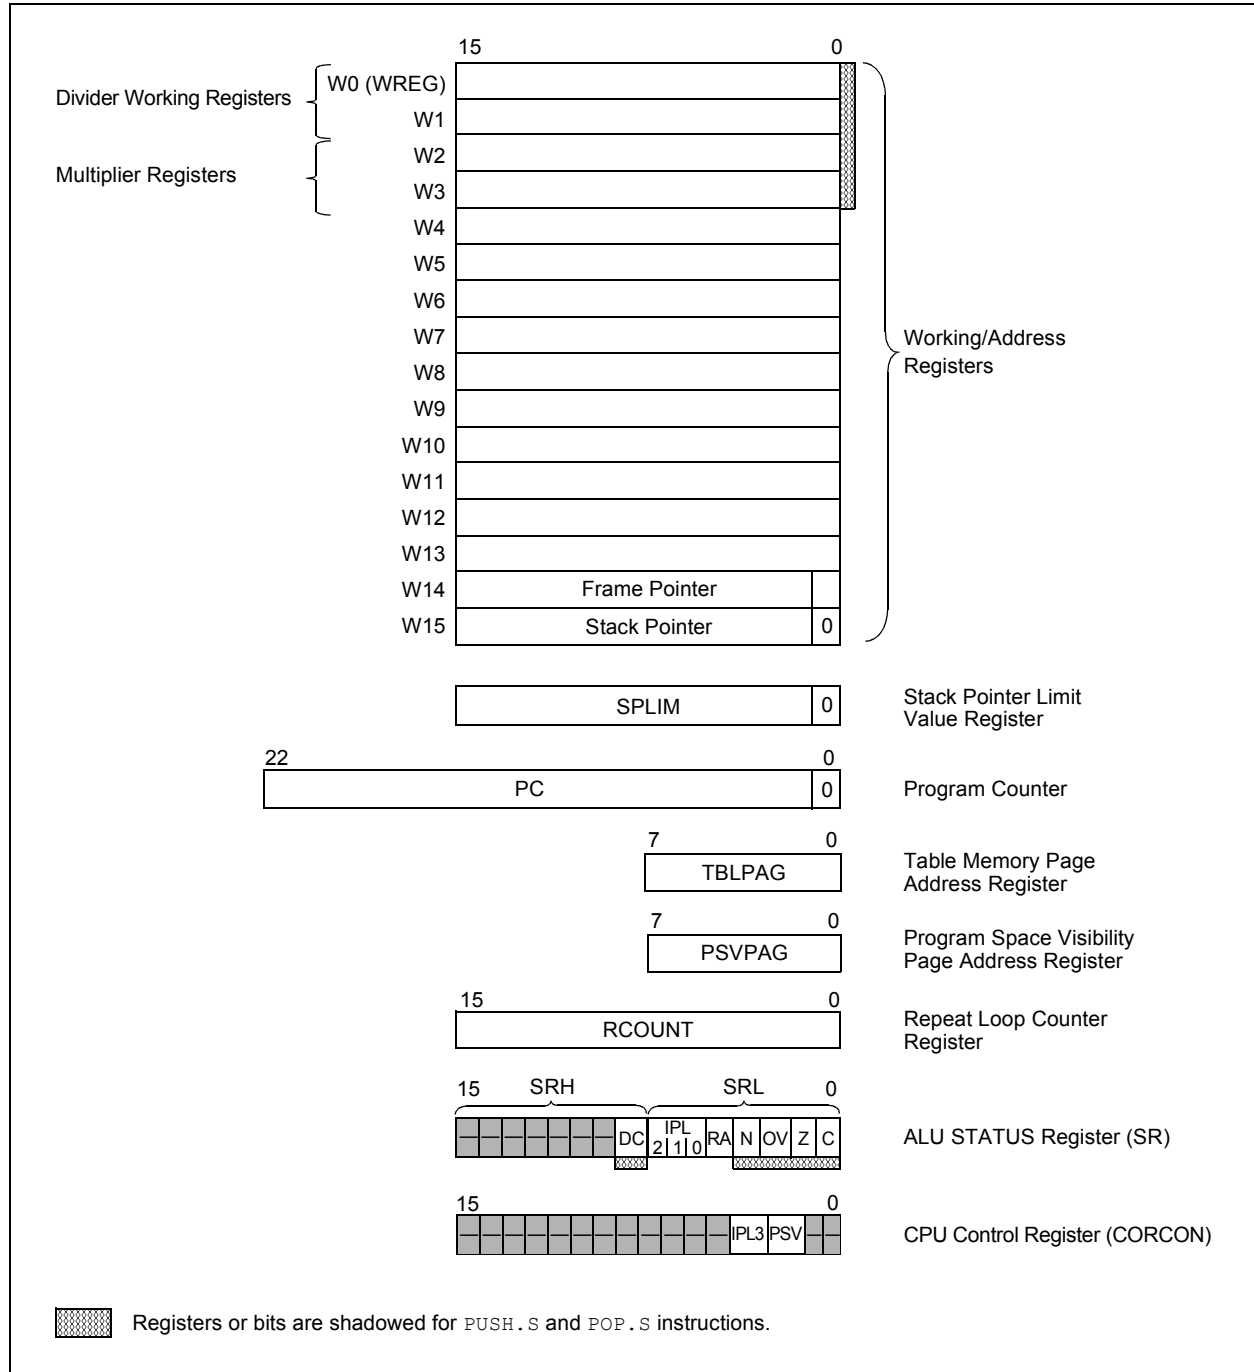 15 0
W0 (WREG)
Divider Working Registers
W1
W2
Multiplier Registers
W3
W4
W5
W6
W7
Working/Address
Registers
W8
W9
W10
W11
W12
W13
W14 Frame Pointer
W15 Stack Pointer 0
SPLIM 0
Stack Pointer Limit
Value Register
22 0
PC 0 Program Counter
7 0
TBLPAG
Table Memory Page
Address Register
7 0
PSVPAG
Program Space Visibility
Page Address Register
15 0
RCOUNT
Repeat Loop Counter
Register
15 SRH SRL 0
— — — — — — — DC IPL 2 1 0 RA N OV Z C ALU STATUS Register (SR)
15 0
— — — — — — — — — — — — IPL3 PSV — — CPU Control Register (CORCON)
Registers or bits are shadowed for PUSH.S and POP.S instructions.